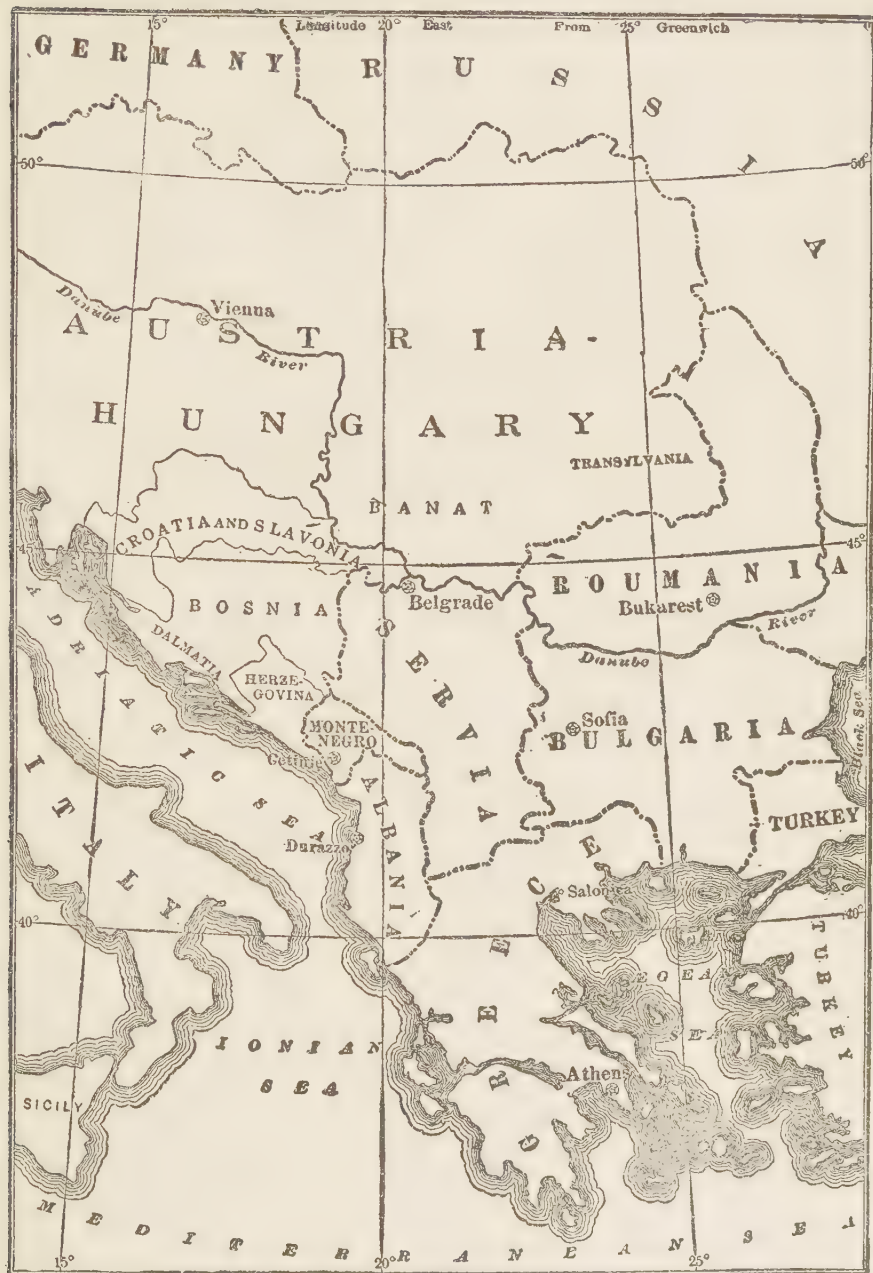 15° Longitude 20° East From 25° Greenwich
GERMANY
RUSSIA
50° 50°
Danube River
Vienna
AUSTRIA-
HUNGARY
TRANSYLVANIA
BANAT
CROATIA AND SLAVONIA
45°
ROUMANIA
BOSNIA
Belgrade
Bukarest
River
Danube
DALMATIA
SERVIA
HERZE-
GOVINA
ADRIATIC SEA
MONTE-
NEGRO
Cetinje
Sofia
BULGARIA
Black Sea
ITALY
ALBANIA
Durazzo
TURKEY
GREECE
Salonica
40° 40°
TURKEY
ÆGEAN
SEA
IONIAN
SEA
Athens
SICILY
MEDITERRANEAN SEA
15° 20° 25°